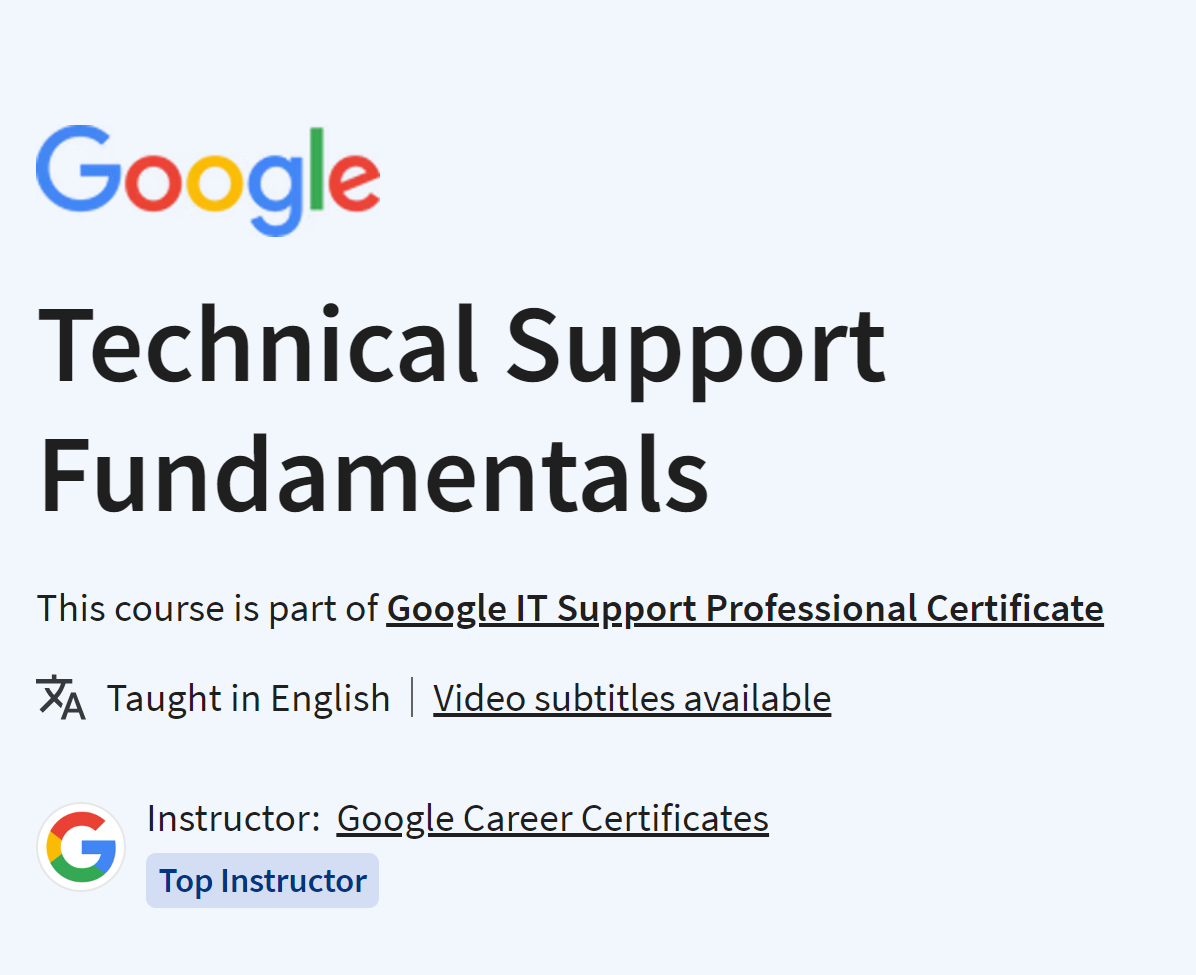 Google
Technical Support
Fundamentals
This course is part of Google IT Support Professional Certificate
Taught in English | Video subtitles available
Instructor: Google Career Certificates
Top Instructor